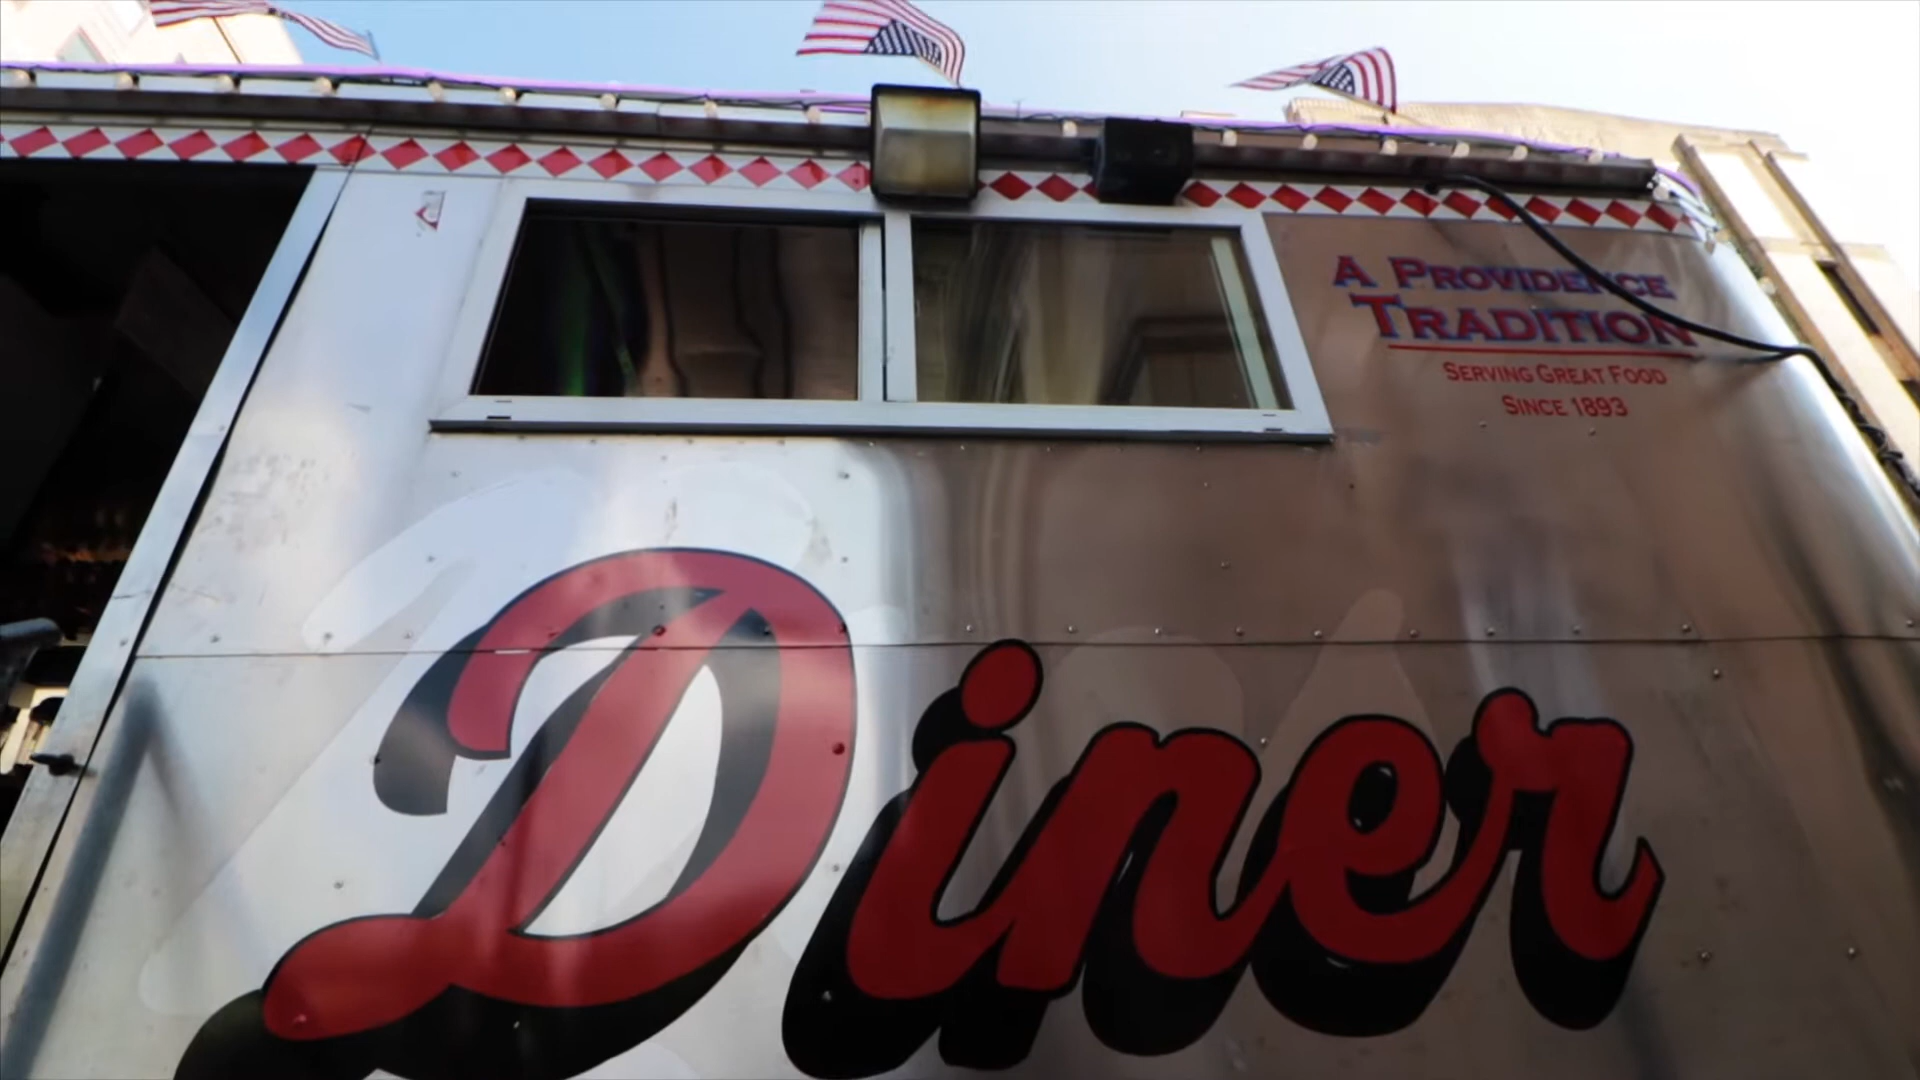 A PROVIDENCE
TRADITION
SERVING GREAT FOOD
SINCE 1893
Diner